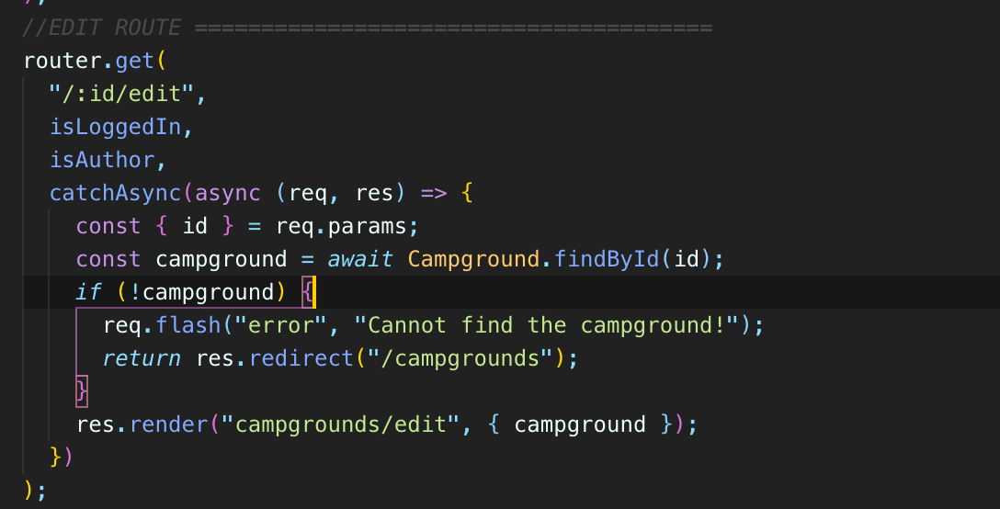 //EDIT ROUTE =======================================
router.get(
  "/:id/edit",
  isLoggedIn,
  isAuthor,
  catchAsync(async (req, res) => {
    const { id } = req.params;
    const campground = await Campground.findById(id);
    if (!campground) {
      req.flash("error", "Cannot find the campground!");
      return res.redirect("/campgrounds");
    }
    res.render("campgrounds/edit", { campground });
  })
);